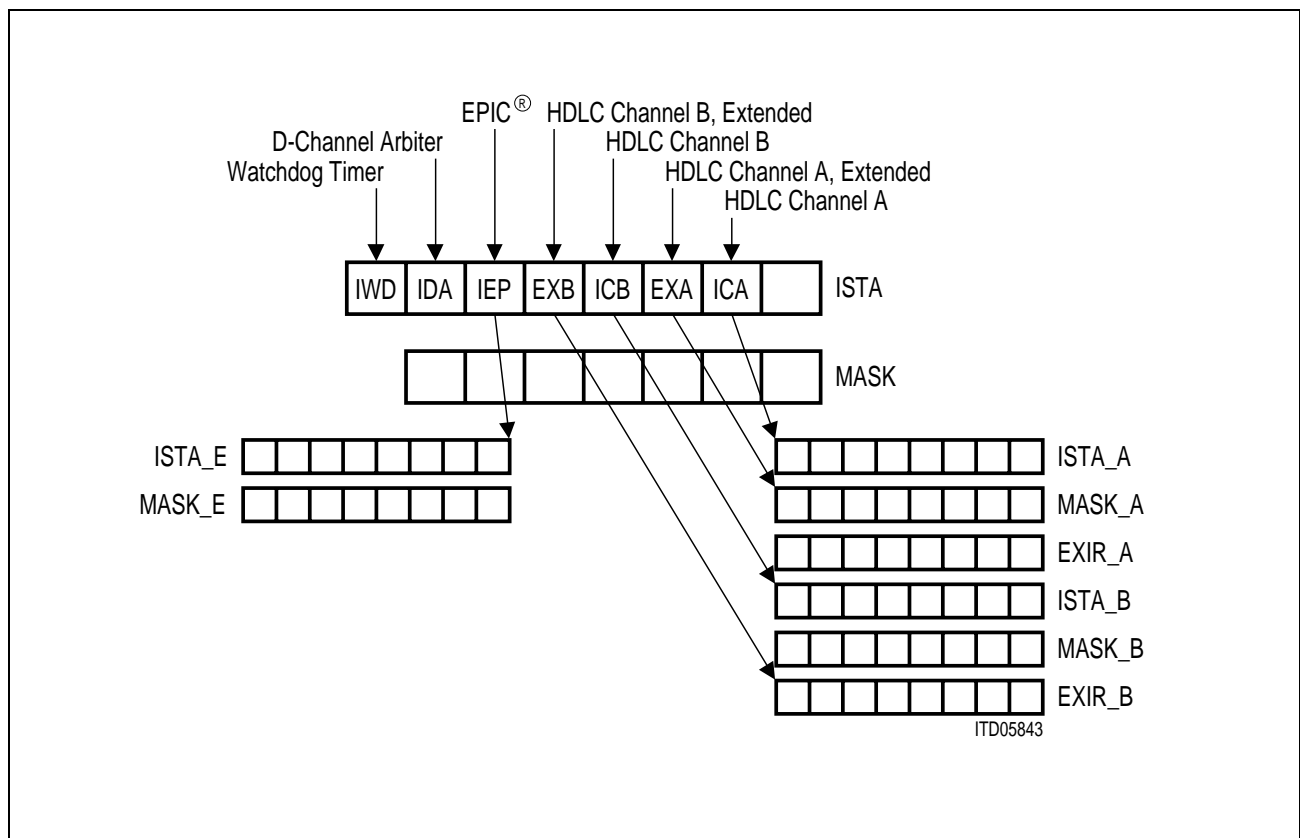 EPIC® HDLC Channel B, Extended
D-Channel Arbiter HDLC Channel B
Watchdog Timer HDLC Channel A, Extended
HDLC Channel A
IWD IDA IEP EXB ICB EXA ICA ISTA
MASK
ISTA_E ISTA_A
MASK_E MASK_A
EXIR_A
ISTA_B
MASK_B
EXIR_B
ITD05843